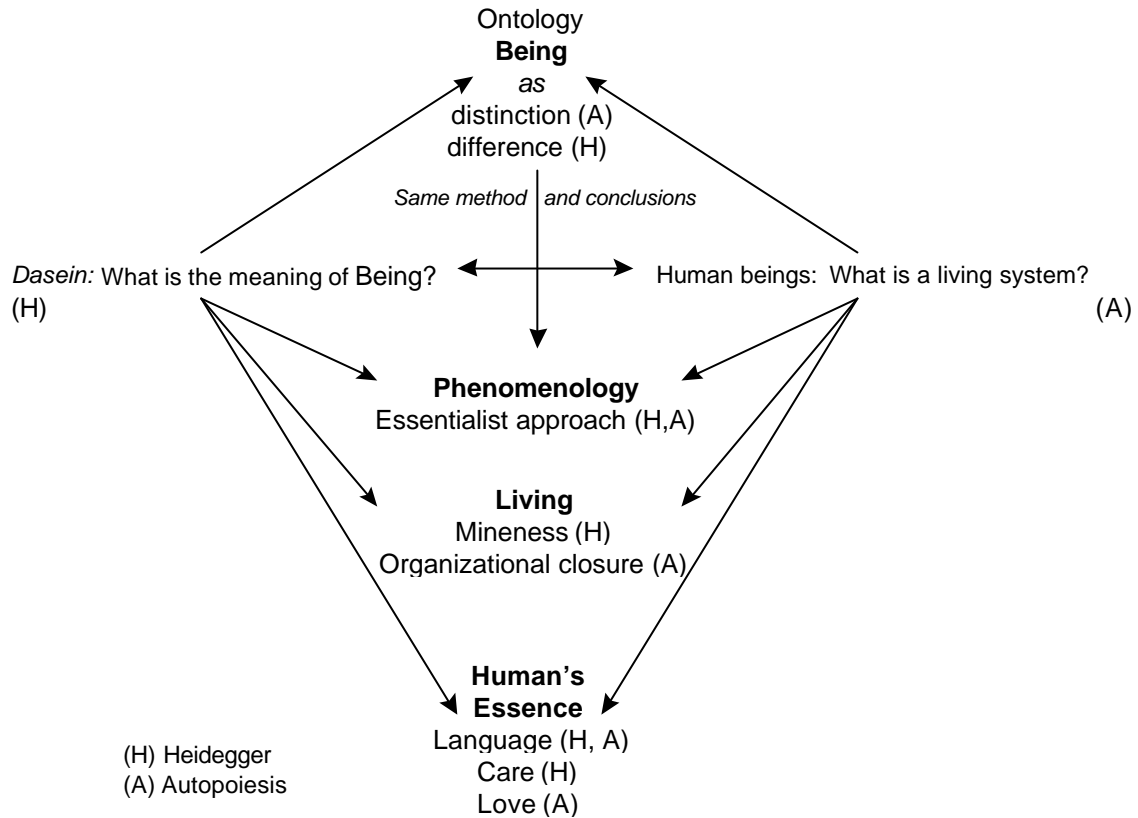 Ontology
Being
as
distinction (A)
difference (H)
Same method and conclusions
Dasein: What is the meaning of Being?
(H)
Human beings: What is a living system?
(A)
Phenomenology
Essentialist approach (H,A)
Living
Mineness (H)
Organizational closure (A)
Human’s
Essence
Language (H, A)
Care (H)
Love (A)
(H) Heidegger
(A) Autopoiesis